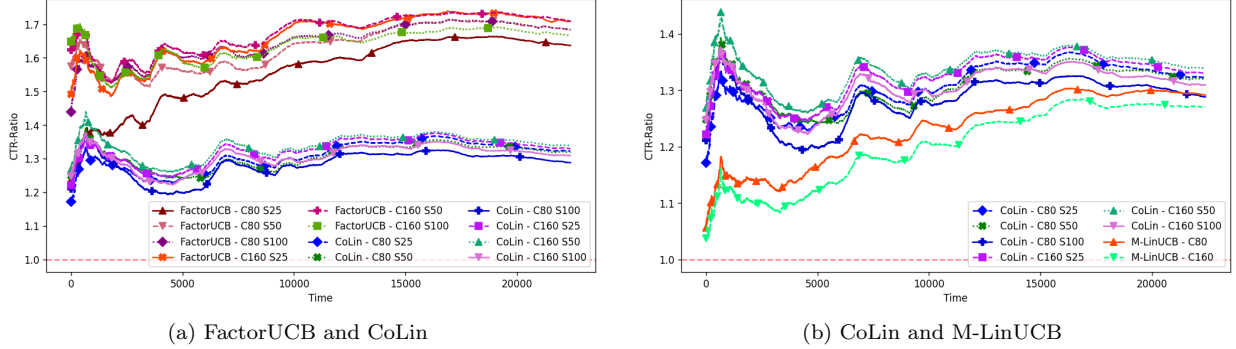 1.7
1.6
1.5
1.4
1.3
1.2
1.1
1.0
CTR-Ratio
FactorUCB - C80 S25
FactorUCB - C80 S50
FactorUCB - C80 S100
FactorUCB - C160 S25
FactorUCB - C160 S50
FactorUCB - C160 S100
CoLin - C80 S25
CoLin - C80 S50
CoLin - C80 S100
CoLin - C160 S25
CoLin - C160 S50
CoLin - C160 S100
0 5000 10000 15000 20000
Time
(a) FactorUCB and CoLin
1.4
1.3
1.2
1.1
1.0
CTR-Ratio
CoLin - C80 S25
CoLin - C80 S50
CoLin - C80 S100
CoLin - C160 S25
CoLin - C160 S50
CoLin - C160 S100
M-LinUCB - C80
M-LinUCB - C160
0 5000 10000 15000 20000
Time
(b) CoLin and M-LinUCB